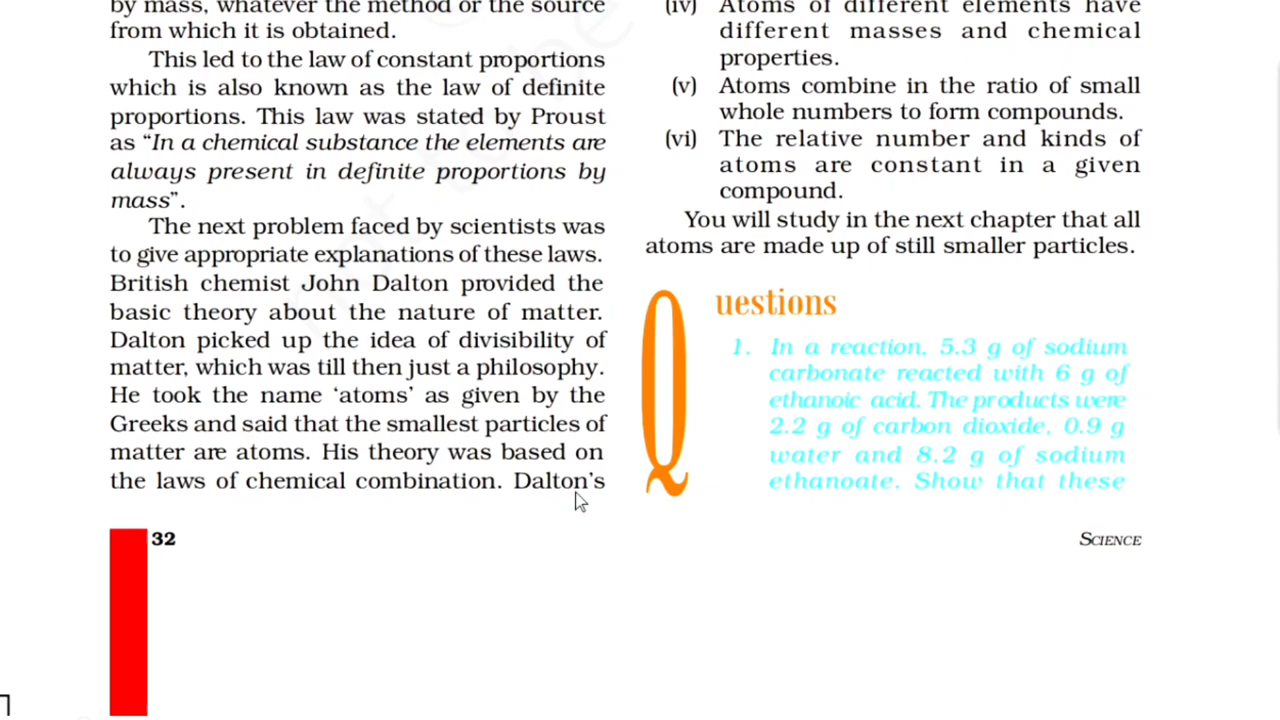 by mass, whatever the method or the source
from which it is obtained.
This led to the law of constant proportions
which is also known as the law of definite
proportions. This law was stated by Proust
as “In a chemical substance the elements are
always present in definite proportions by
mass”.
The next problem faced by scientists was
to give appropriate explanations of these laws.
British chemist John Dalton provided the
basic theory about the nature of matter.
Dalton picked up the idea of divisibility of
matter, which was till then just a philosophy.
He took the name ‘atoms’ as given by the
Greeks and said that the smallest particles of
matter are atoms. His theory was based on
the laws of chemical combination. Dalton’s
(iv) Atoms of different elements have
different masses and chemical
properties.
(v) Atoms combine in the ratio of small
whole numbers to form compounds.
(vi) The relative number and kinds of
atoms are constant in a given
compound.
You will study in the next chapter that all
atoms are made up of still smaller particles.
Questions
1. In a reaction, 5.3 g of sodium
carbonate reacted with 6 g of
ethanoic acid. The products were
2.2 g of carbon dioxide, 0.9 g
water and 8.2 g of sodium
ethanoate. Show that these
32
SCIENCE